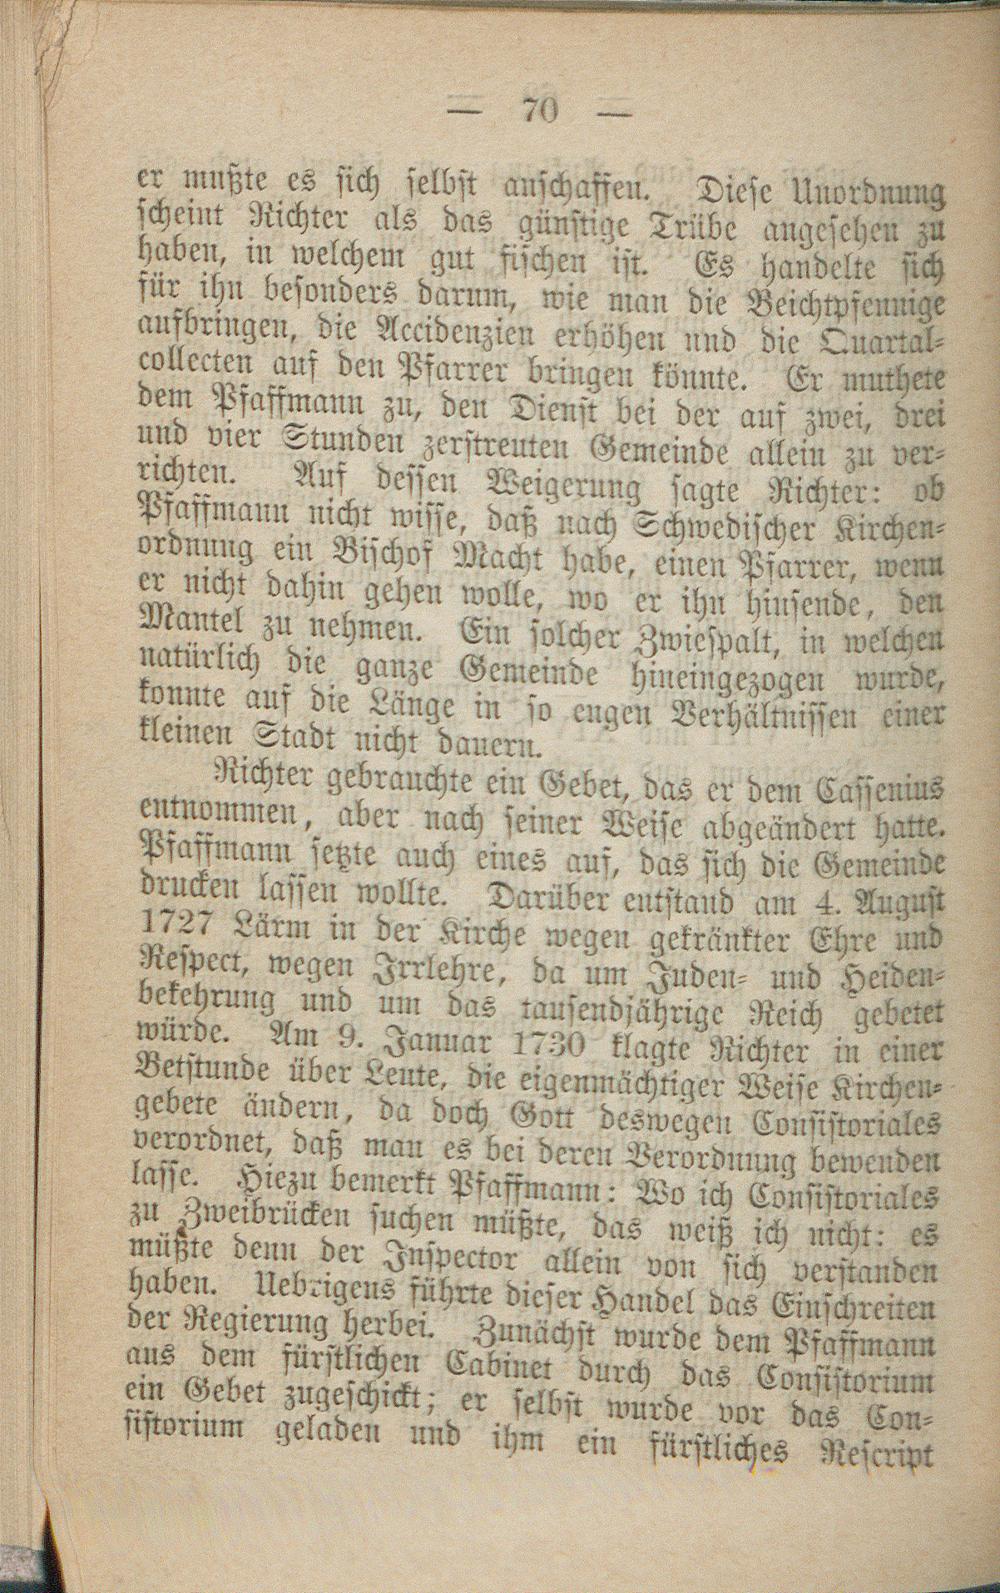 — 70 —
er mußte es sich selbst anschaffen. Diese Unordnung
scheint Richter als das günstige Trübe angesehen zu
haben, in welchem gut fischen ist. Es handelte sich
für ihn besonders darum, wie man die Beichtpfennige
aufbringen, die Accidenzien erhöhen und die Quartal-
collecten auf den Pfarrer bringen könnte. Er muthete
dem Pfaffmann zu, den Dienst bei der auf zwei, drei
und vier Stunden zerstreuten Gemeinde allein zu ver-
richten. Auf dessen Weigerung sagte Richter: ob
Pfaffmann nicht wisse, daß nach Schwedischer Kirchen-
ordnung ein Bischof Macht habe, einen Pfarrer, wenn
er nicht dahin gehen wolle, wo er ihn hinsende, den
Mantel zu nehmen. Ein solcher Zwiespalt, in welchen
natürlich die ganze Gemeinde hineingezogen wurde,
konnte auf die Länge in so engen Verhältnissen einer
kleinen Stadt nicht dauern.
Richter gebrauchte ein Gebet, das er dem Cassenius
entnommen, aber nach seiner Weise abgeändert hatte.
Pfaffmann setzte auch eines auf, das sich die Gemeinde
drucken lassen wollte. Darüber entstand am 4. August
1727 Lärm in der Kirche wegen gekränkter Ehre und
Respect, wegen Irrlehre, da um Juden- und Heiden-
bekehrung und um das tausendjährige Reich gebetet
würde. Am 9. Januar 1730 klagte Richter in einer
Betstunde über Leute, die eigenmächtiger Weise Kirchen-
gebete ändern, da doch Gott deswegen Consistoriales
verordnet, daß man es bei deren Verordnung bewenden
lasse. Hiezu bemerkt Pfaffmann: Wo ich Consistoriales
zu Zweibrücken suchen müßte, das weiß ich nicht: es
müßte denn der Inspector allein von sich verstanden
haben. Uebrigens führte dieser Handel das Einschreiten
der Regierung herbei. Zunächst wurde dem Pfaffmann
aus dem fürstlichen Cabinet durch das Consistorium
ein Gebet zugeschickt; er selbst wurde vor das Con-
sistorium geladen und ihm ein fürstliches Rescript